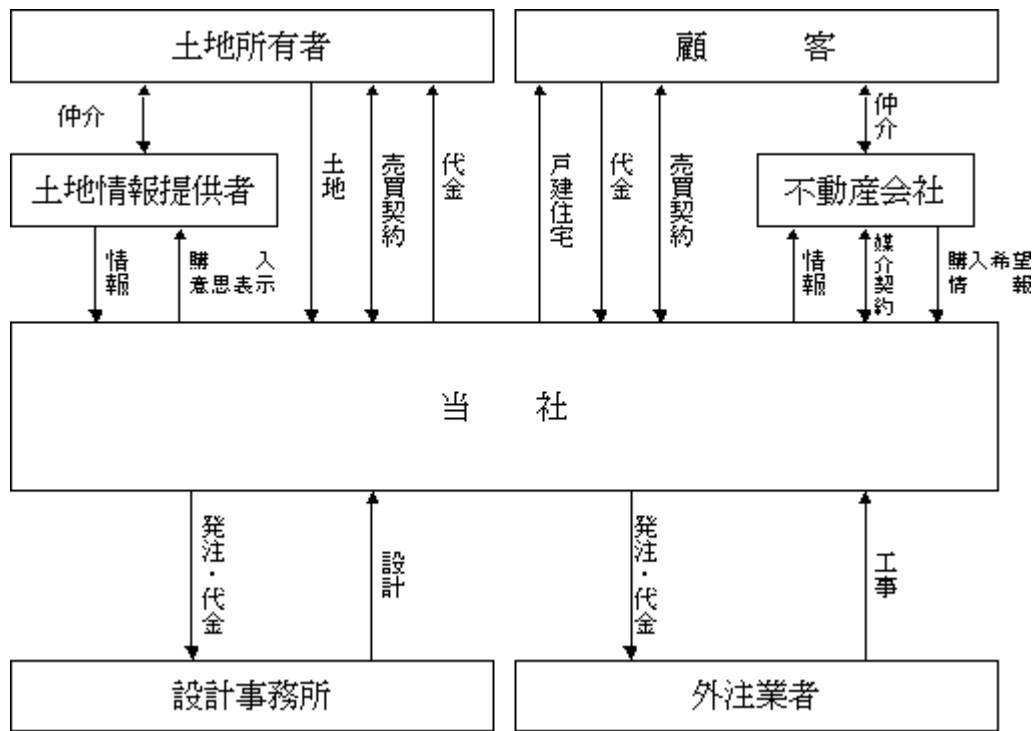 土地所有者
顧　　　客
仲介
仲介
土地
売買契約
代金
戸建住宅
代金
売買契約
土地情報提供者
不動産会社
情報
購　　入
意思表示
情報
媒介契約
購入希望
情　　報
当　　社
発注・代金
設計
発注・代金
工事
設計事務所
外注業者